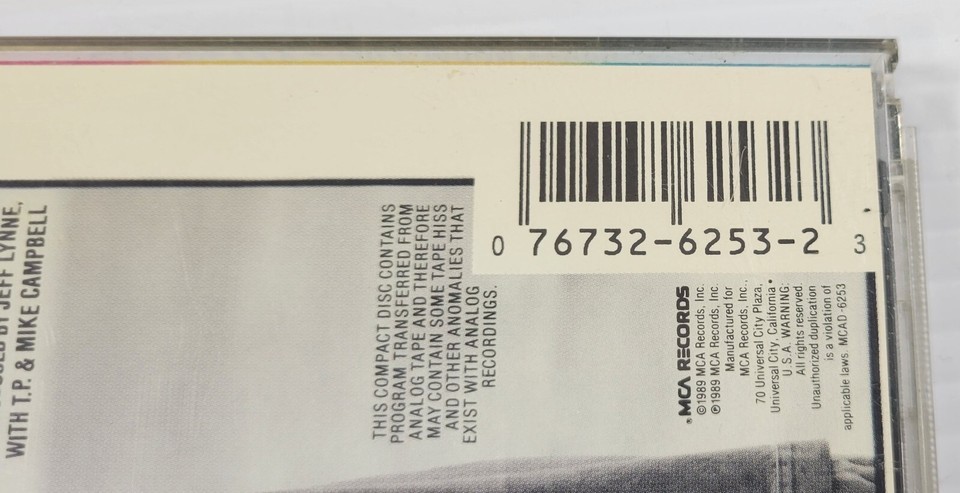 BY JEFF LYNNE,
WITH T.P. & MIKE CAMPBELL
THIS COMPACT DISC CONTAINS
PROGRAM TRANSFERRED FROM
ANALOG TAPE AND THEREFORE
MAY CONTAIN SOME TAPE HISS
AND OTHER ANOMALIES THAT
EXIST WITH ANALOG
RECORDINGS.
0 76732-6253-2 3
MCA RECORDS
©1989 MCA Records, Inc.
℗1989 MCA Records, Inc
Manufactured for
MCA Records, Inc.,
70 Universal City Plaza,
Universal City, California •
U.S.A. WARNING:
All rights reserved
Unauthorized duplication
is a violation of
applicable laws. MCAD-6253